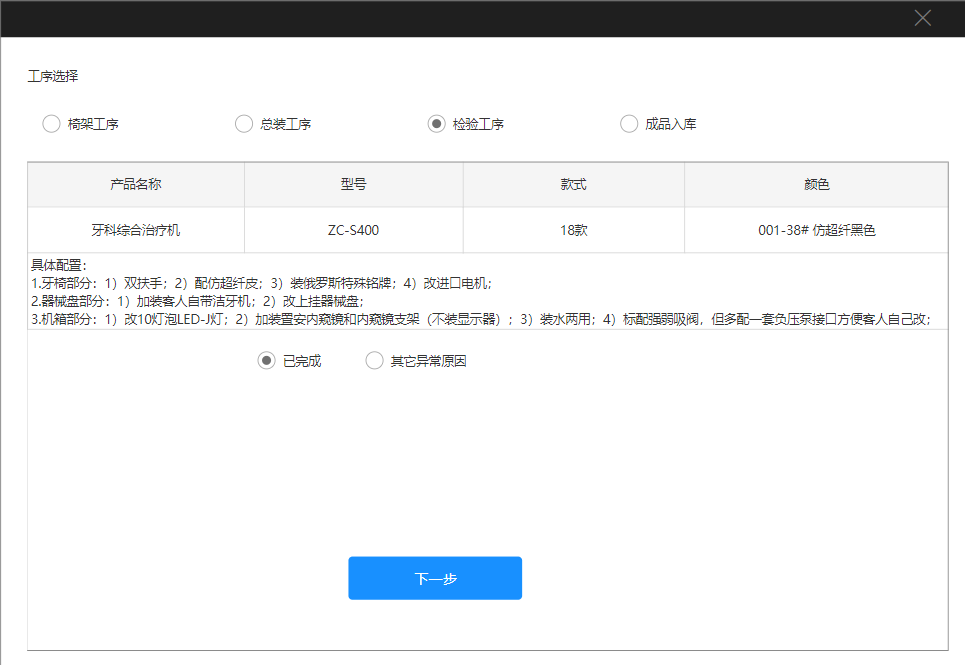 工序选择
椅架工序 总装工序 检验工序 成品入库
产品名称 型号 款式 颜色
牙科综合治疗机 ZC-S400 18款 001-38# 仿超纤黑色
具体配置：
1.牙椅部分：1）双扶手；2）配仿超纤皮；3）装俄罗斯特殊铭牌；4）改进口电机；
2.器械盘部分：1）加装客人自带洁牙机；2）改上挂器械盘；
3.机箱部分：1）改10灯泡LED-J灯；2）加装置安内窥镜和内窥镜支架（不装显示器）；3）装水两用；4）标配强弱吸阀，但多配一套负压泵接口方便客人自己改；
已完成 其它异常原因
下一步